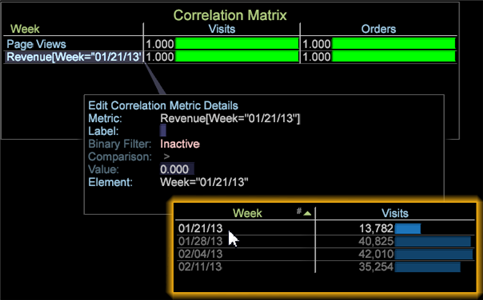 Correlation Matrix
Week Visits Orders
Page Views 1.000 1.000
Revenue[Week="01/21/13" 1.000 1.000
Edit Correlation Metric Details
Metric: Revenue[Week="01/21/13"]
Label:
Binary Filter: Inactive
Comparison: >
Value: 0.000
Element: Week="01/21/13"
Week # Visits
01/21/13 13,782
01/28/13 40,825
02/04/13 42,010
02/11/13 35,254